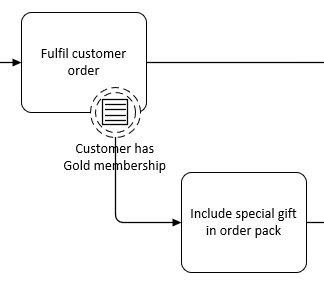 Fulfil customer
order
Customer has
Gold membership
Include special gift
in order pack